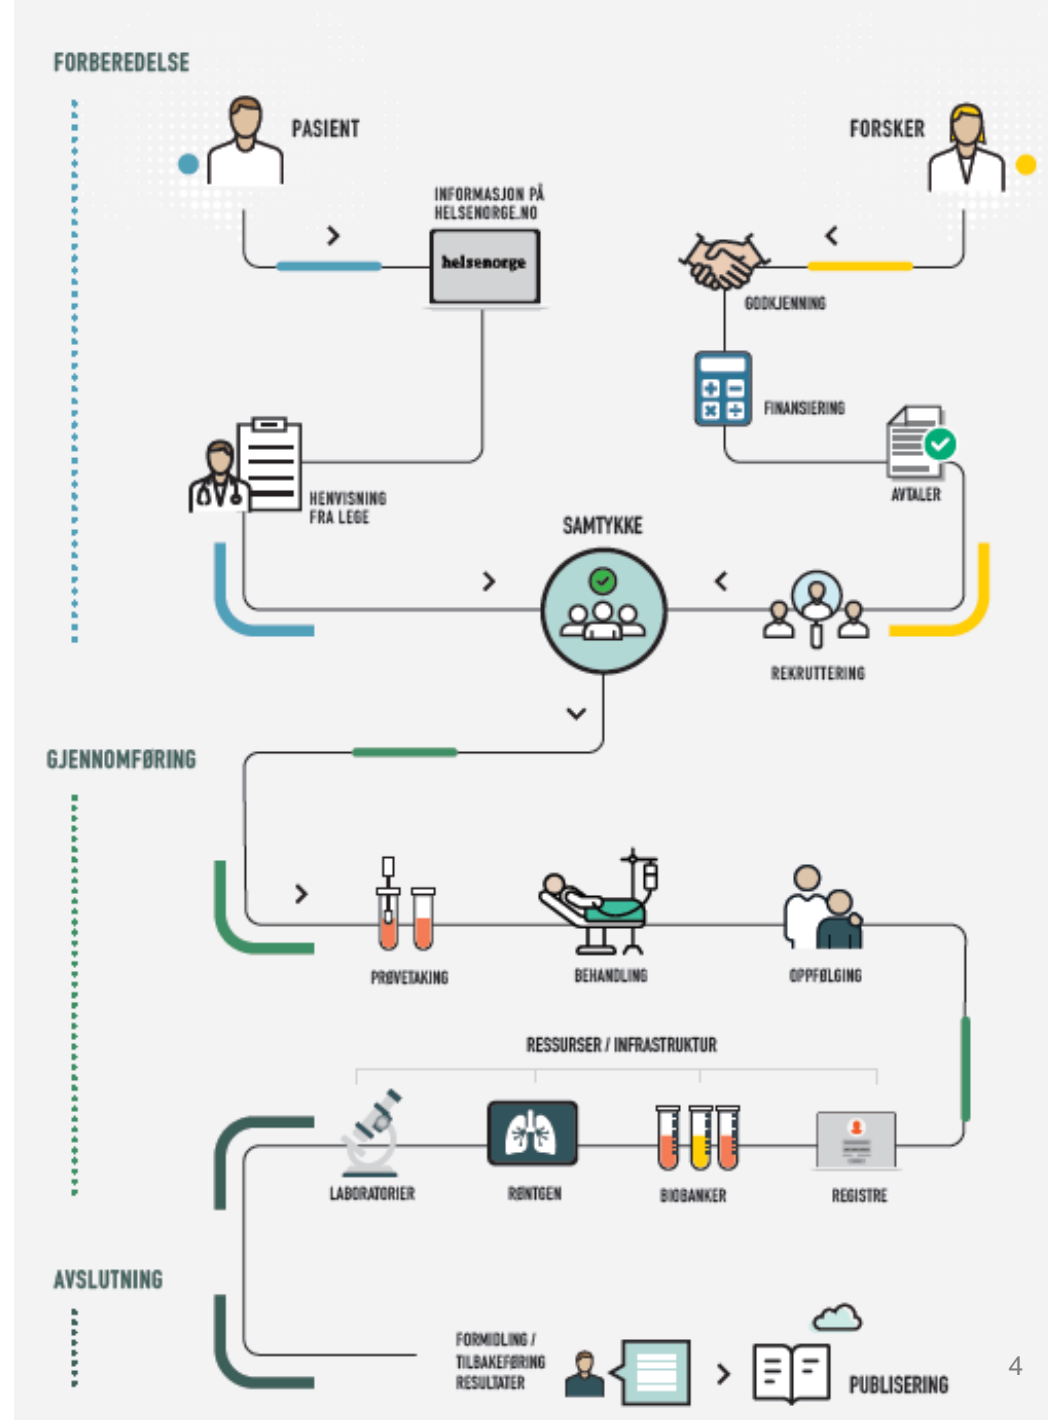 FORBEREDELSE
PASIENT
FORSKER
INFORMASJON PÅ
HELSENORGE.NO
helsenorge
GODKJENNING
FINANSIERING
AVTALER
HENVISNING
FRA LEGE
SAMTYKKE
REKRUTTERING
GJENNOMFØRING
PRØVETAKING
BEHANDLING
OPPFØLGING
RESSURSER / INFRASTRUKTUR
LABORATORIER
RØNTGEN
BIOBANKER
REGISTRE
AVSLUTNING
FORMIDLING /
TILBAKEFØRING
RESULTATER
PUBLISERING
4